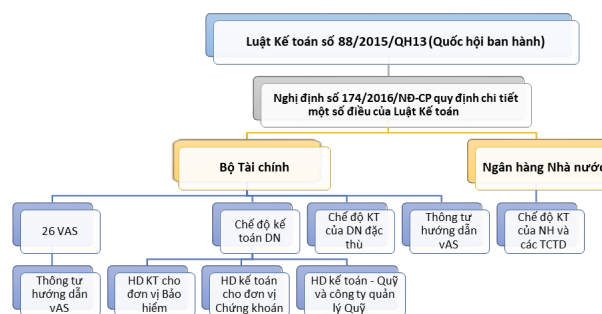 Luật Kế toán số 88/2015/QH13 (Quốc hội ban hành)
Nghị định số 174/2016/NĐ-CP quy định chi tiết
một số điều của Luật Kế toán
Bộ Tài chính
Ngân hàng Nhà nước
26 VAS
Chế độ kế
toán DN
Chế độ KT
của DN đặc
thù
Thông tư
hướng dẫn
vAS
Chế độ KT
của NH và
các TCTD
Thông tư
hướng dẫn
vAS
HD KT cho
đơn vị Bảo
hiểm
HD kế toán
cho đơn vị
Chứng khoán
HD kế toán - Quỹ
và công ty quản
lý Quỹ